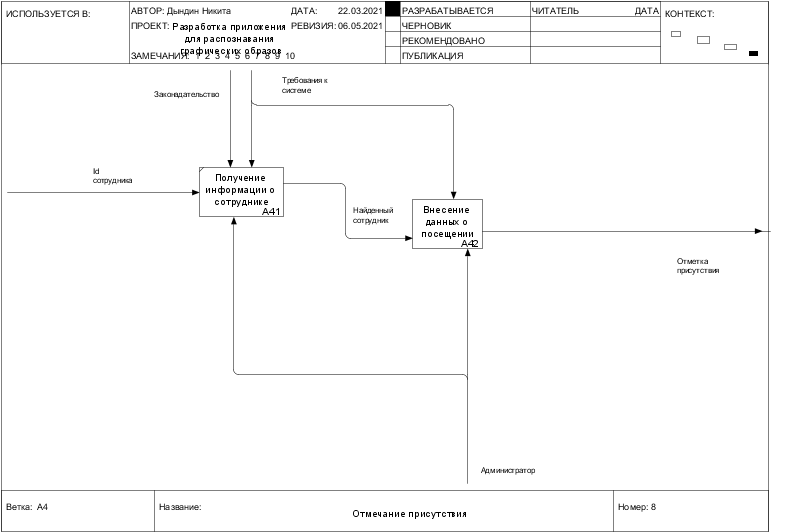 ИСПОЛЬЗУЕТСЯ В:
АВТОР: Дындин Никита
ДАТА: 22.03.2021
РАЗРАБАТЫВАЕТСЯ
ЧИТАТЕЛЬ
ДАТА
КОНТЕКСТ:
ПРОЕКТ: Разработка приложения
для распознавания
графических образов
РЕВИЗИЯ: 06.05.2021
ЧЕРНОВИК
РЕКОМЕНДОВАНО
ЗАМЕЧАНИЯ: 1 2 3 4 5 6 7 8 9 10
ПУБЛИКАЦИЯ
Законадательство
Требования к
системе
Id
сотрудника
Получение
информации о
сотруднике
A41
Найденный
сотрудник
Внесение
данных о
посещении
A42
Отметка
присутствия
Администратор
Ветка: A4
Название:
Отмечание присутствия
Номер: 8